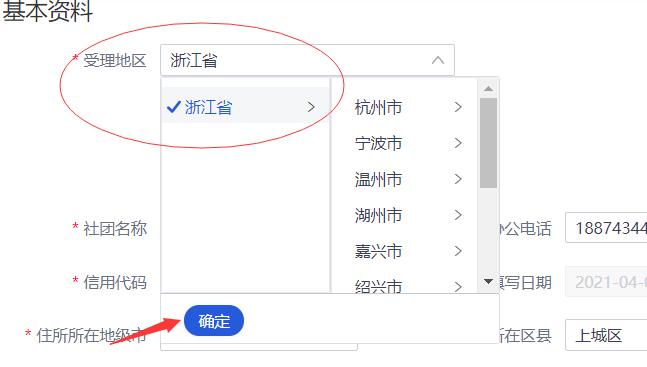 基本资料
* 受理地区 浙江省
浙江省 杭州市
宁波市
温州市
* 社团名称 湖州市 办公电话 18874344
嘉兴市
* 信用代码 绍兴市 填写日期 2021-04-0
确定
* 住所所在地级市 所在区县 上城区